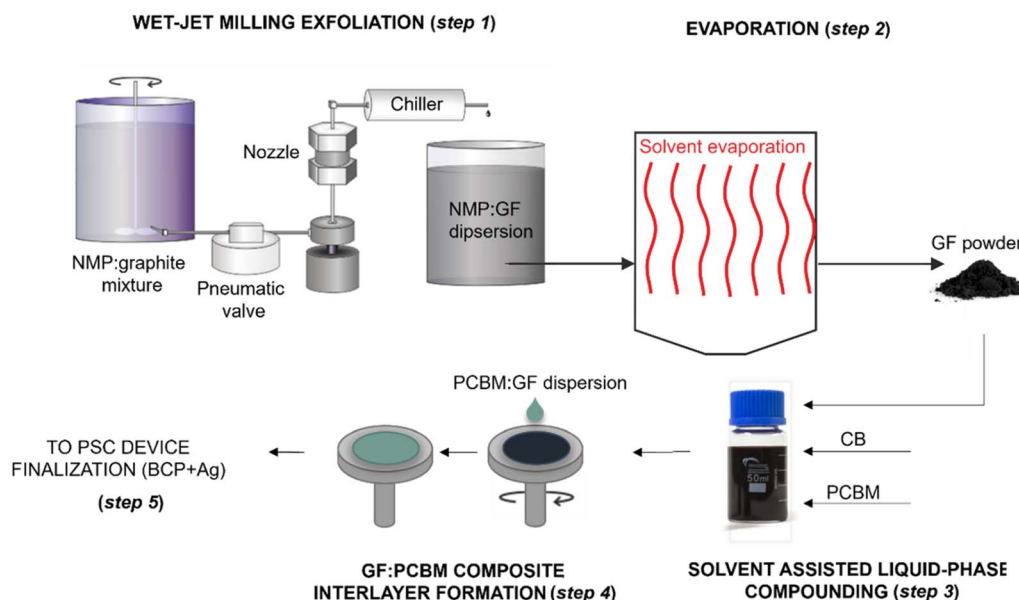 WET-JET MILLING EXFOLIATION (step 1)
EVAPORATION (step 2)
Chiller
Nozzle
Solvent evaporation
NMP:GF
dipsersion
GF powder
NMP:graphite
mixture
Pneumatic
valve
PCBM:GF dispersion
TO PSC DEVICE
FINALIZATION (BCP+Ag)
(step 5)
CB
50ml
PCBM
GF:PCBM COMPOSITE
INTERLAYER FORMATION (step 4)
SOLVENT ASSISTED LIQUID-PHASE
COMPOUNDING (step 3)